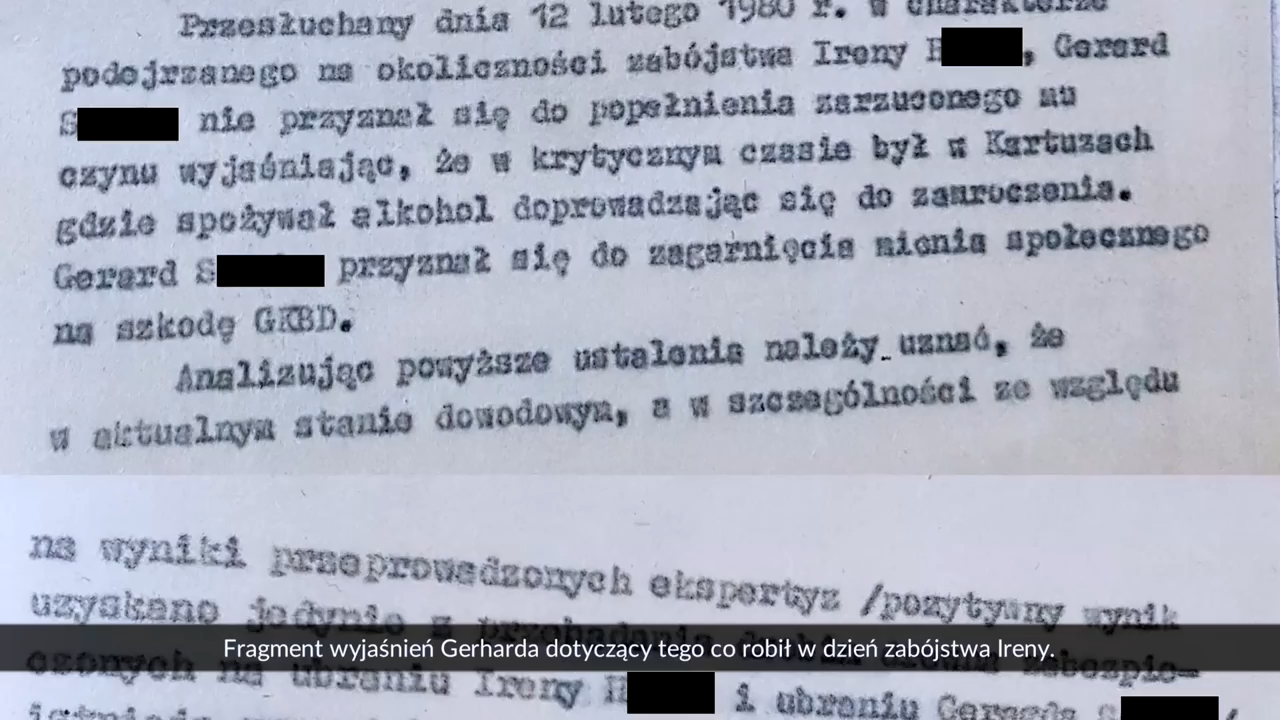 Przesłuchany dnia 12 lutego 1980 r. w charakterze
podejrzanego na okoliczności zabójstwa Ireny , Gerard
S nie przyznał się do popełnienia zarzuconego mu
czynu wyjaśniając, że w krytycznym czasie był w Kartuzach
gdzie spożywał alkohol doprowadzając się do zamroczenia.
Gerard S przyznał się do zagarnięcia mienia społecznego
na szkodę GKBD.
Analizując powyższe ustalenia należy uznać, że
w aktualnym stanie dowodowym, a w szczególności ze względu
na wyniki przeprowadzonych ekspertyz /pozytywny wynik
uzyskano jedynie z przebadania
Fragment wyjaśnień Gerharda dotyczący tego co robił w dzień zabójstwa Ireny.
czonych na ubraniu Ireny i ubraniu Gerarda